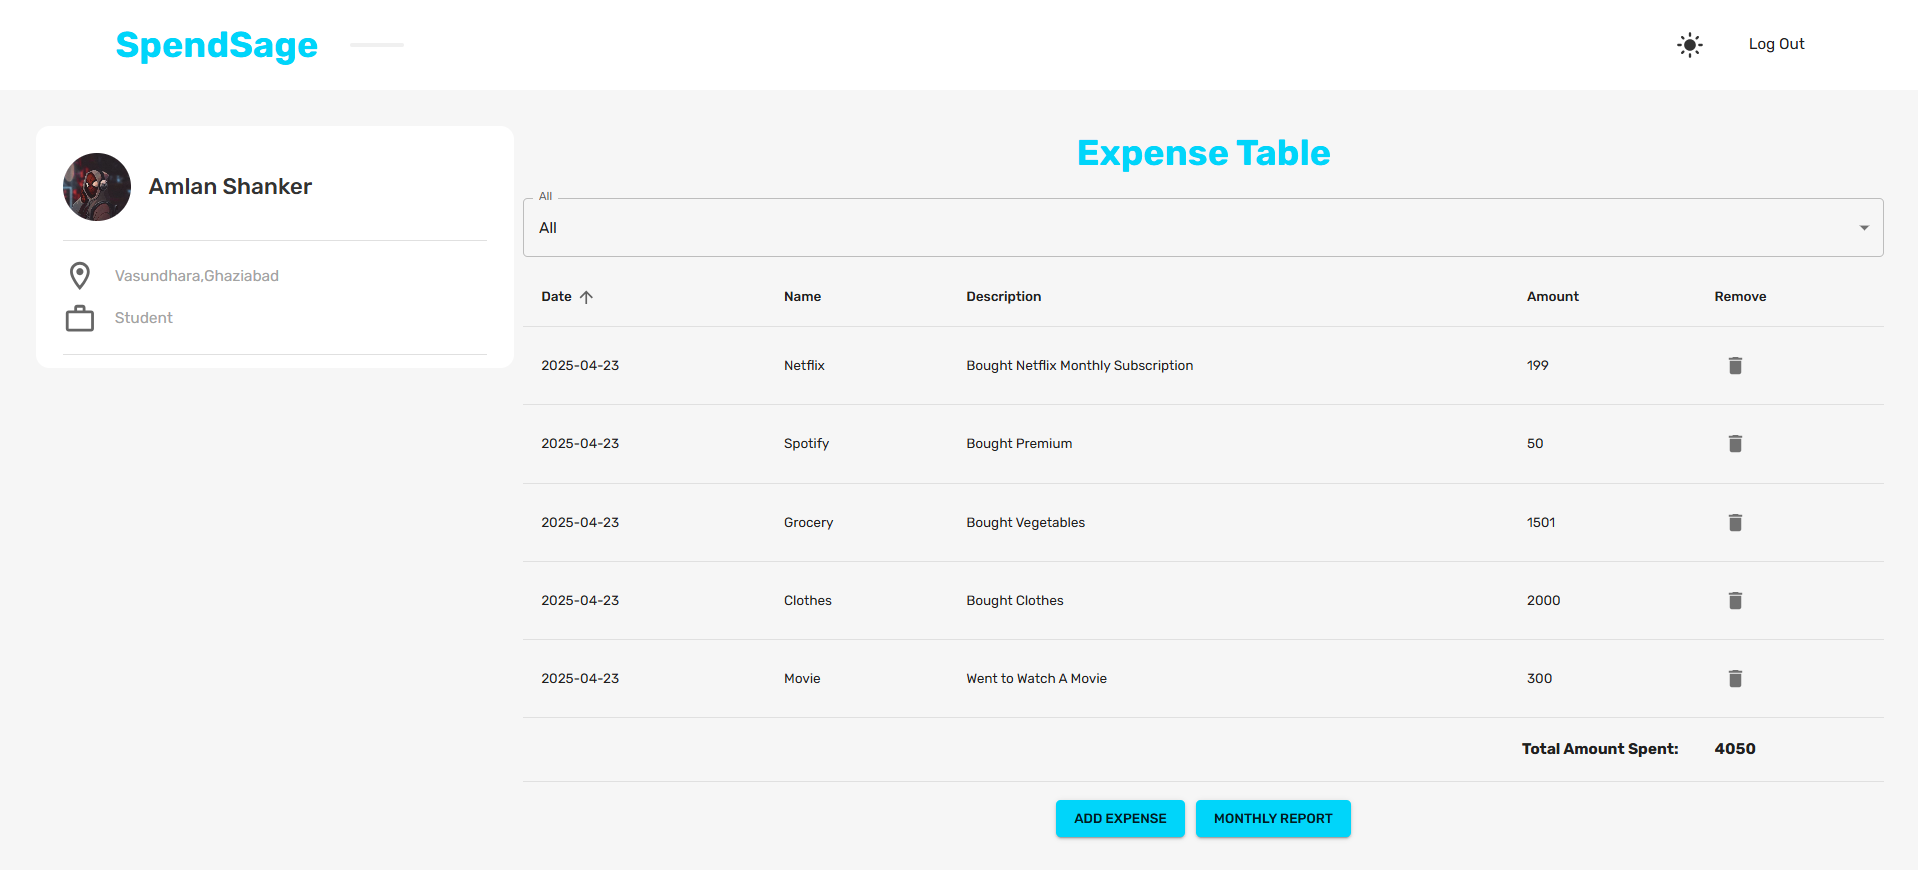 SpendSage
Log Out
Amlan Shanker
Vasundhara,Ghaziabad
Student
Expense Table
All
All
Date Name Description Amount Remove
2025-04-23 Netflix Bought Netflix Monthly Subscription 199
2025-04-23 Spotify Bought Premium 50
2025-04-23 Grocery Bought Vegetables 1501
2025-04-23 Clothes Bought Clothes 2000
2025-04-23 Movie Went to Watch A Movie 300
Total Amount Spent: 4050
ADD EXPENSE MONTHLY REPORT